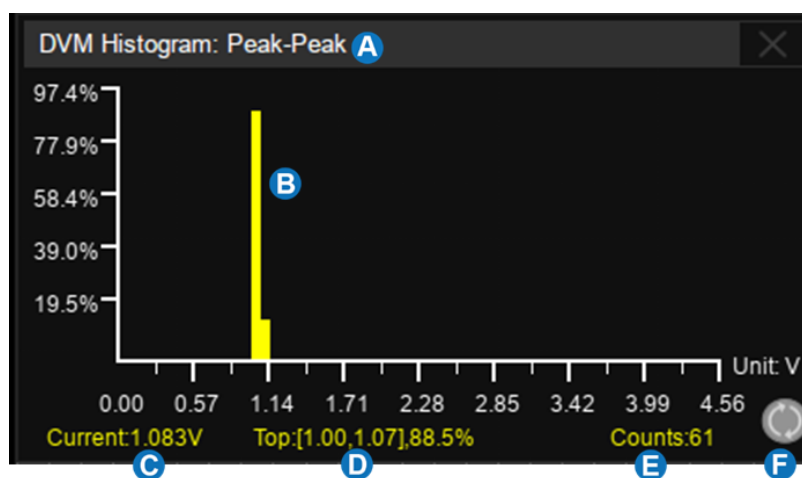 DVM Histogram: Peak-Peak A
97.4%
77.9%
B
58.4%
39.0%
19.5%
Unit: V
0.00 0.57 1.14 1.71 2.28 2.85 3.42 3.99 4.56
Current:1.083V Top:[1.00,1.07],88.5% Counts:61
C D E F